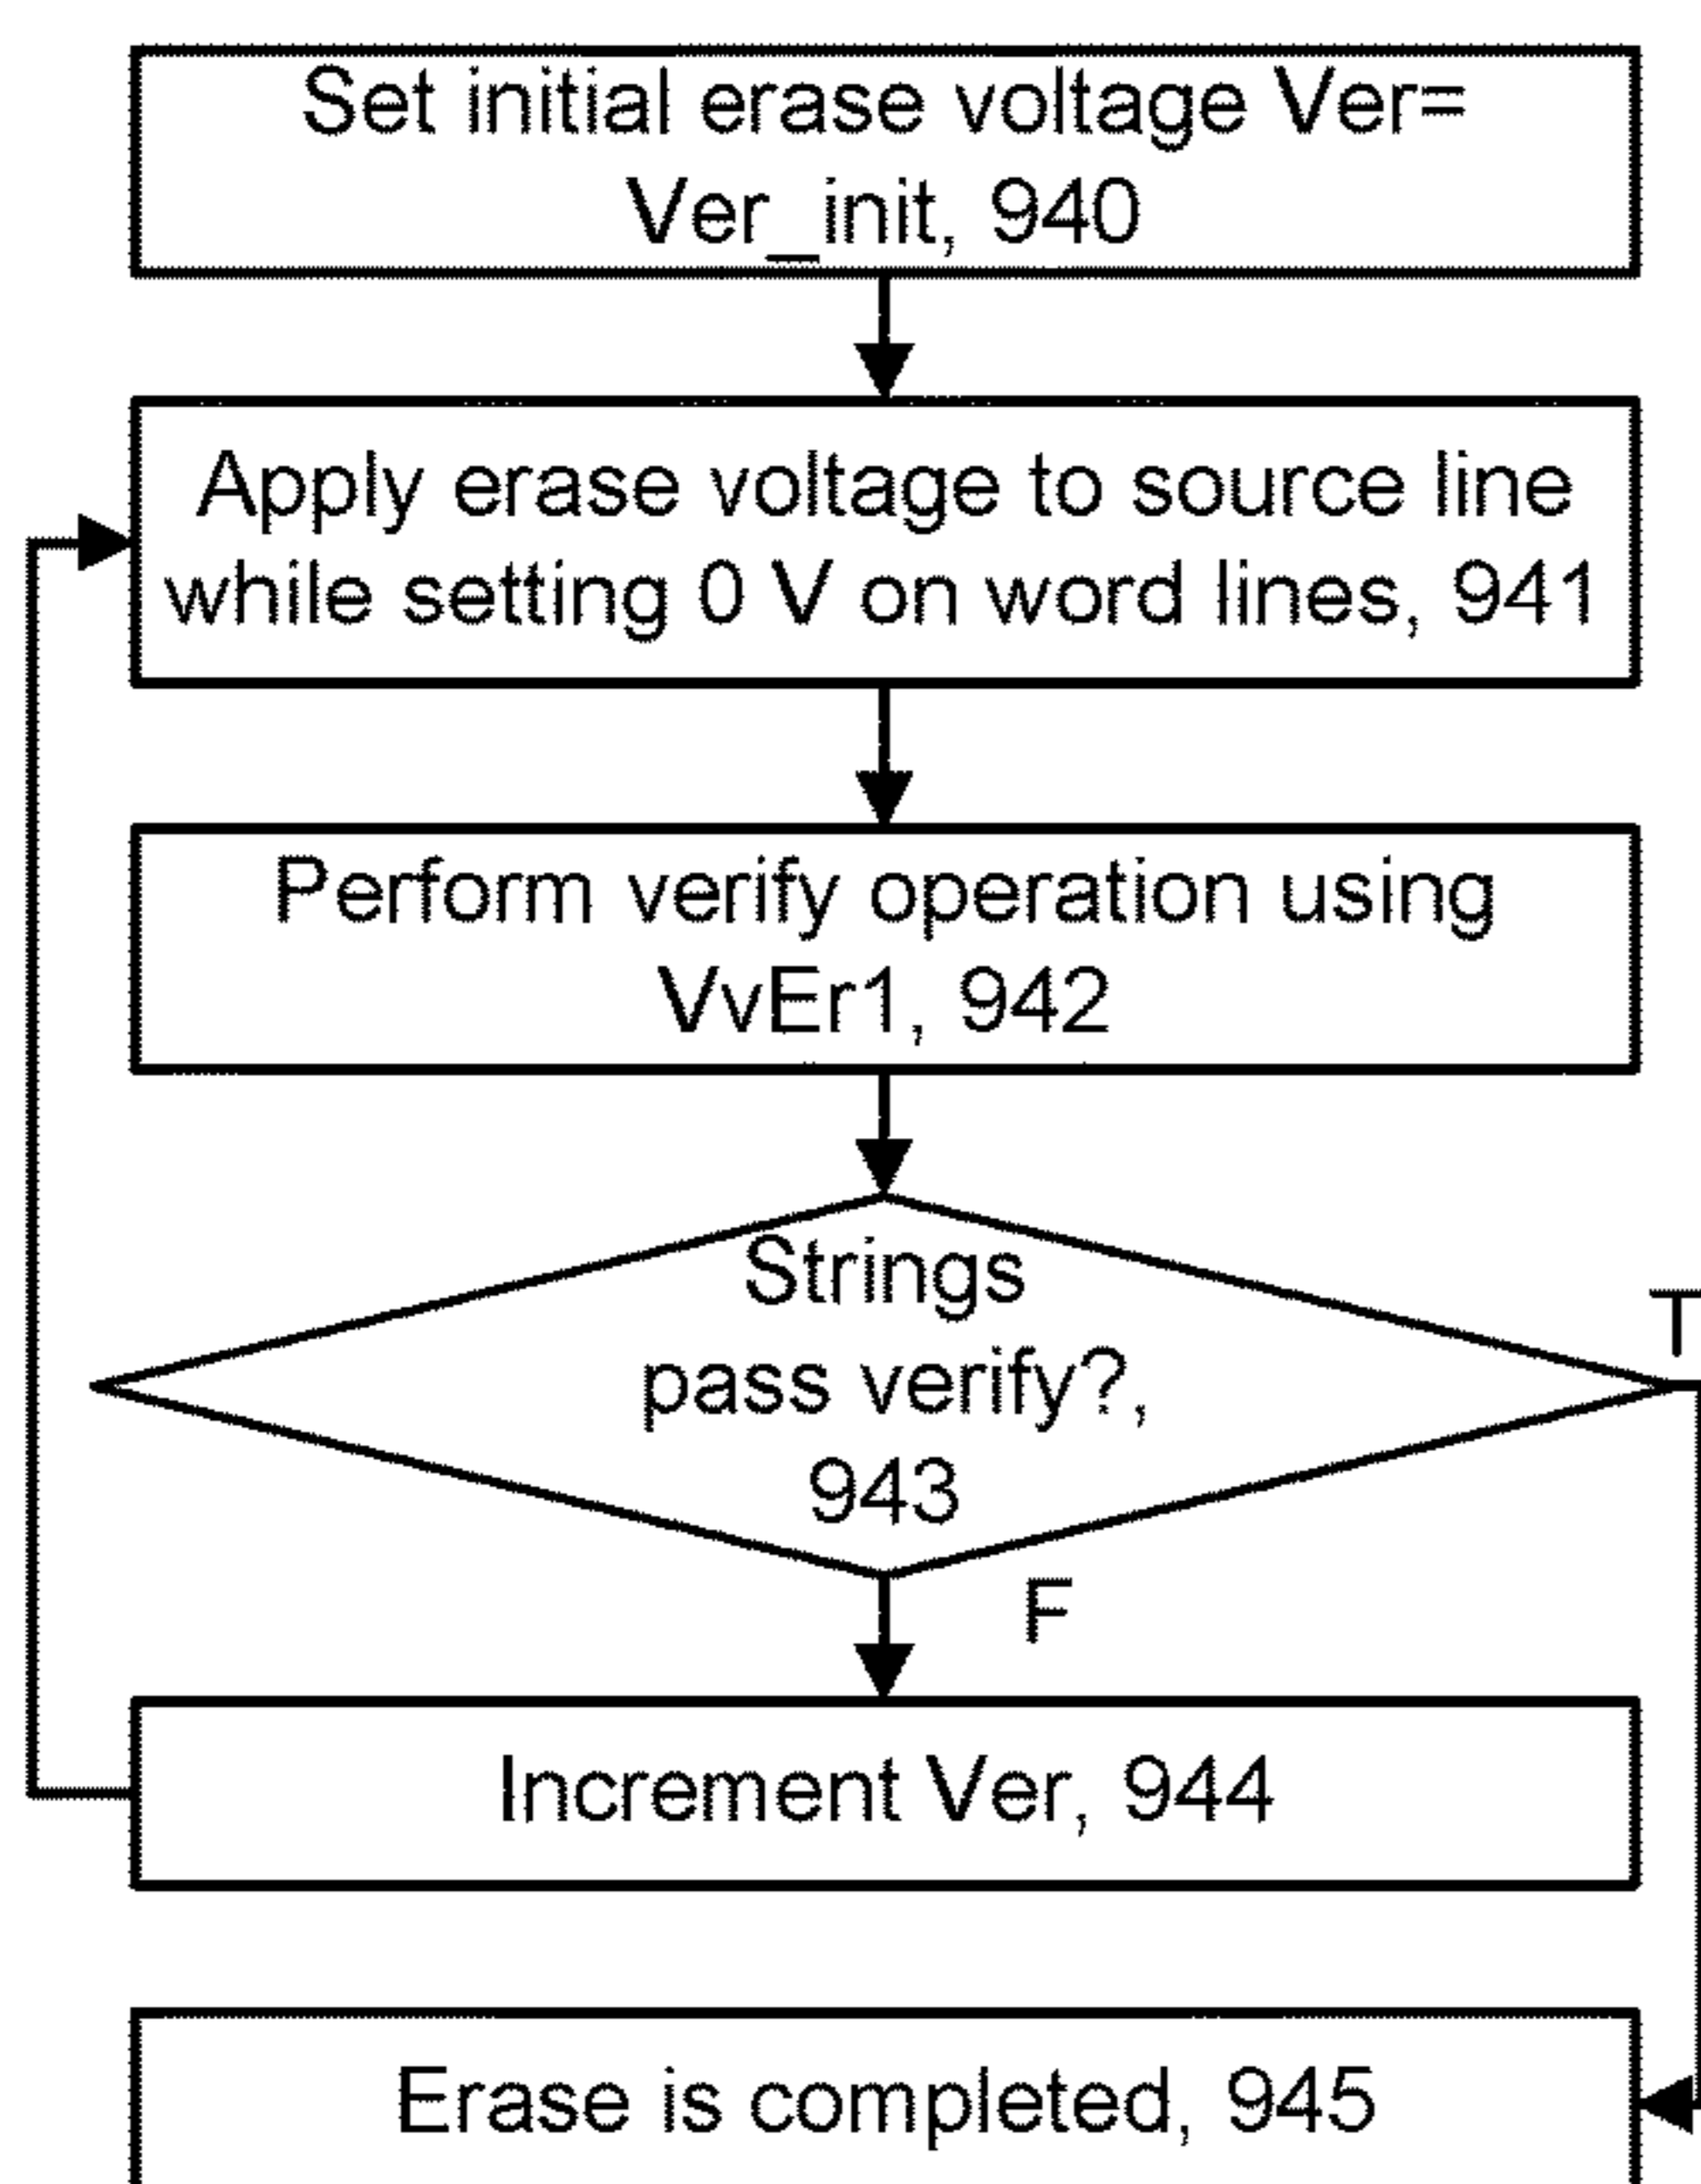 Set initial erase voltage Ver=
Ver_init, 940
Apply erase voltage to source line
while setting 0 V on word lines, 941
Perform verify operation using
VvEr1, 942
Strings
pass verify?,
943
T
F
Increment Ver, 944
Erase is completed, 945